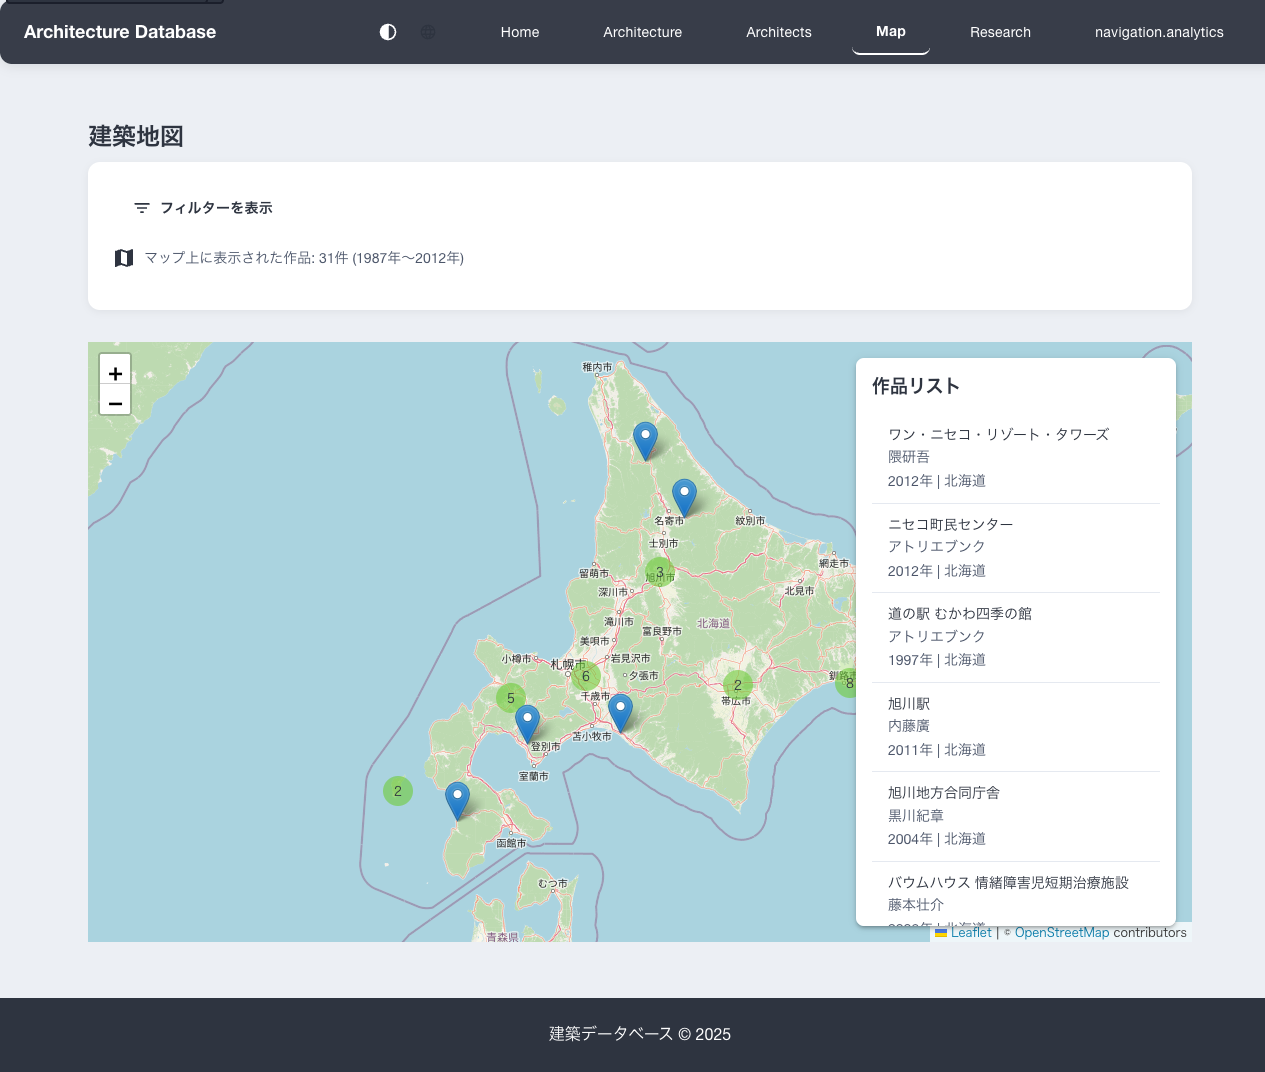 Architecture Database
Home
Architecture
Architects
Map
Research
navigation.analytics
建築地図
フィルターを表示
マップ上に表示された作品: 31件 (1987年〜2012年)
+
−
稚内市
名寄市
紋別市
士別市
網走市
3
旭川市
留萌市
深川市
北見市
滝川市
北海道
富良野市
美唄市
小樽市
札幌市
岩見沢市
6
夕張市
釧路市
2
8
5
千歳市
帯広市
苫小牧市
登別市
室蘭市
2
函館市
むつ市
青森県
作品リスト
ワン・ニセコ・リゾート・タワーズ
隈研吾
2012年 | 北海道
ニセコ町民センター
アトリエブンク
2012年 | 北海道
道の駅 むかわ四季の館
アトリエブンク
1997年 | 北海道
旭川駅
内藤廣
2011年 | 北海道
旭川地方合同庁舎
黒川紀章
2004年 | 北海道
バウムハウス 情緒障害児短期治療施設
藤本壮介
Leaflet | © OpenStreetMap contributors
建築データベース © 2025